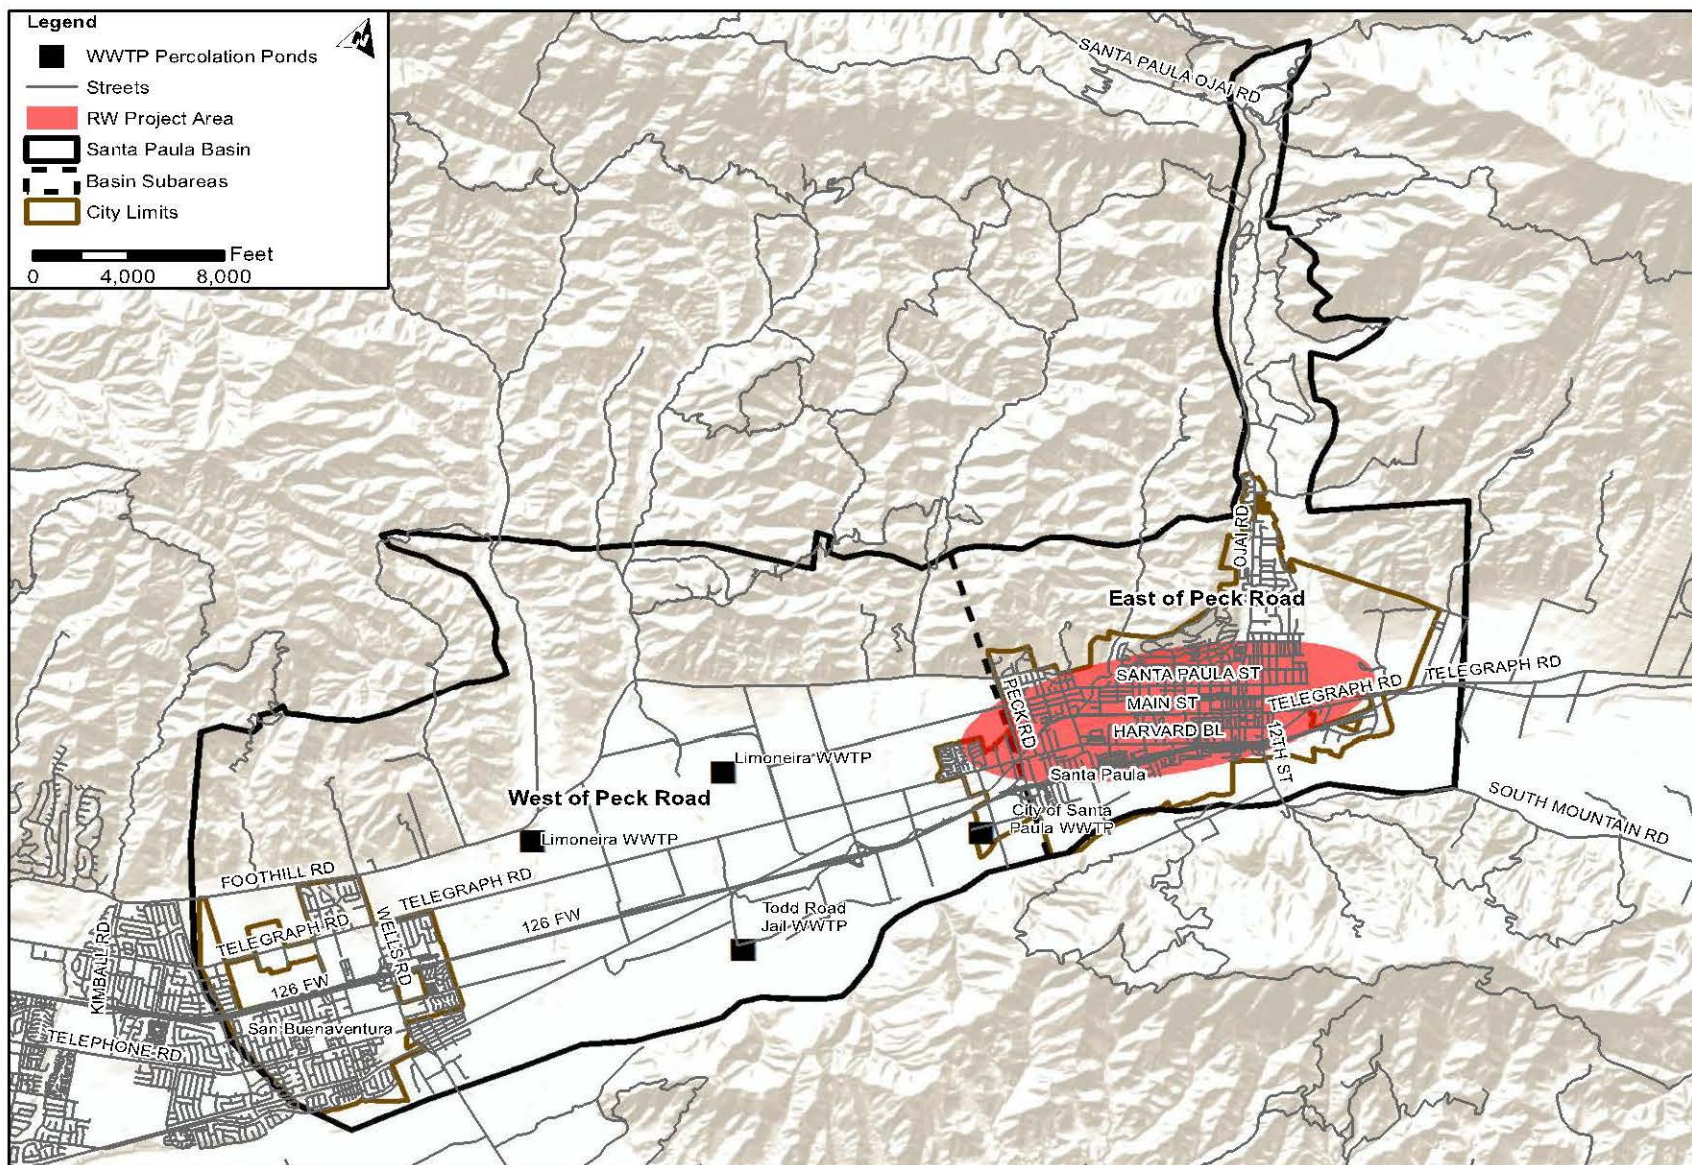 Legend
N
WWTP Percolation Ponds
Streets
RW Project Area
Santa Paula Basin
Basin Subareas
City Limits
Feet
0 4,000 8,000
SANTA PAULA OJAI RD
OJAI RD
East of Peck Road
SANTA PAULA ST
TELEGRAPH RD
TELEGRAPH RD
PECK RD
MAIN ST
HARVARD BL
12TH ST
Santa Paula
Limoneira WWTP
West of Peck Road
City of Santa
Paula WWTP
SOUTH MOUNTAIN RD
Limoneira WWTP
FOOTHILL RD
TELEGRAPH RD
Todd Road
Jail WWTP
126 FW
WELLS RD
TELEGRAPH RD
KIMBALL RD
126 FW
San Buenaventura
TELEPHONE RD